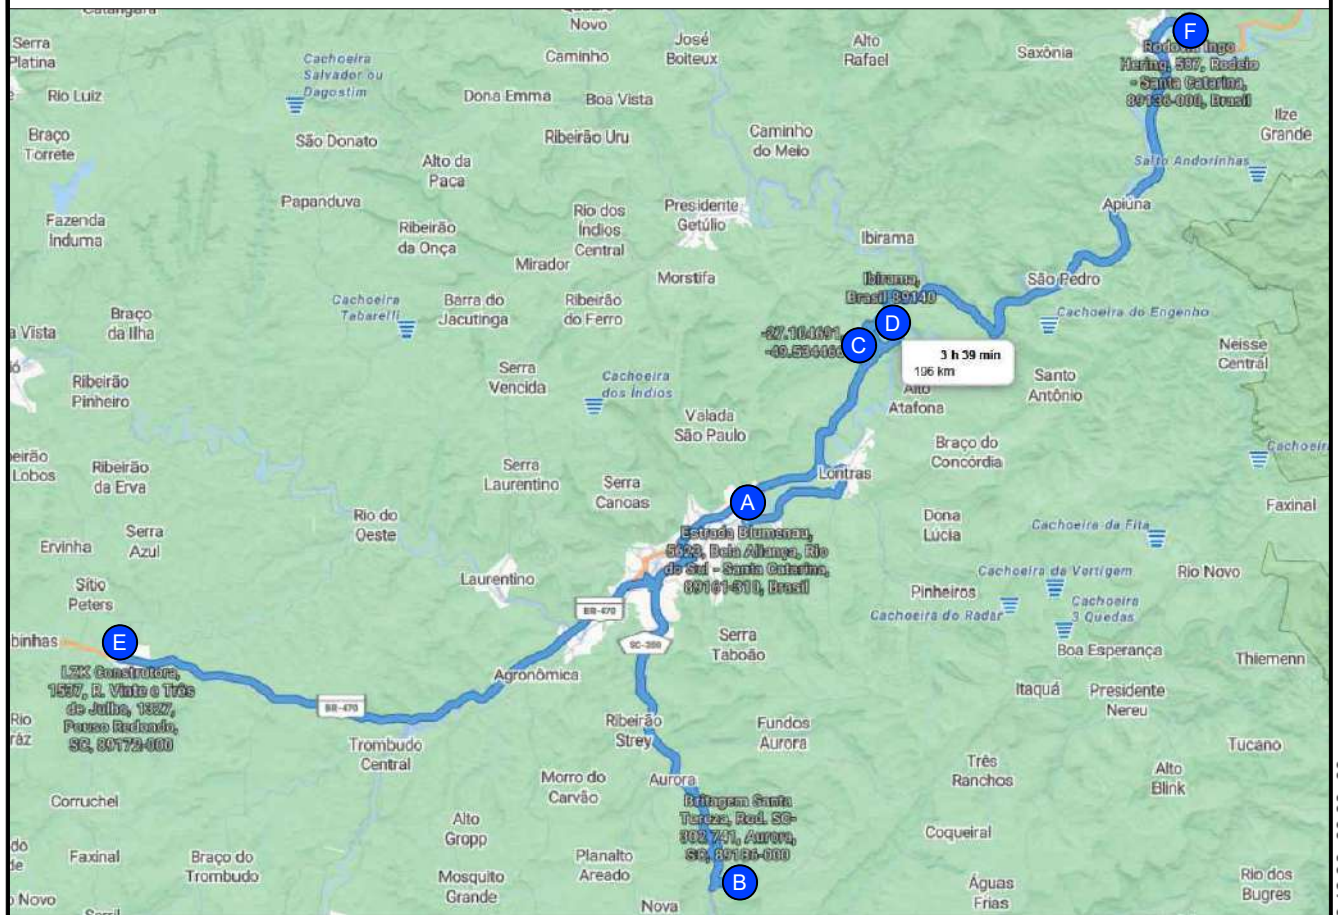 Catangara
Novo
Serra
Platina
Cachoeira
Salvador ou
Dagostim
Caminho
José
Boiteux
Alto
Rafael
Saxônia
F
Rodovia Ingo
Hering, 587, Rodeio
- Santa Catarina,
89136-000, Brasil
Rio Luiz
Dona Emma
Boa Vista
Ilze
Grande
Braço
Torrete
São Donato
Ribeirão Uru
Caminho
do Meio
Alto da
Paca
Salto Andorinhas
Papanduva
Fazenda
Induma
Ribeirão
da Onça
Rio dos
Índios
Central
Presidente
Getúlio
Apiúna
Ibirama
Mirador
Morstifa
São Pedro
Ibirama,
Brasil 89140
Cachoeira
Tabarelli
Barra do
Jacutinga
Ribeirão
do Ferro
a Vista
Braço
da Ilha
D
C
Cachoeira do Engenho
3 h 39 min
196 km
Neisse
Central
Ribeirão
Pinheiro
Serra
Vencida
Cachoeira
dos Índios
Alto
Atafona
Santo
Antônio
Valada
São Paulo
Braço do
Concórdia
Cachoeir
eirão
Lobos
Ribeirão
da Erva
Serra
Laurentino
Serra
Canoas
Lontras
A
Estrada Blumenau,
5623, Bela Aliança, Rio
do Sul - Santa Catarina,
89161-310, Brasil
Faxinal
Rio do
Oeste
Dona
Lúcia
Cachoeira da Fita
Ervinha
Serra
Azul
Sítio
Peters
Laurentino
Cachoeira da Vertigem
Rio Novo
Pinheiros
Cachoeira do Radar
Cachoeira
3 Quedas
BR-470
binhas
E
LZK Construtora,
1537, R. Vinte e Três
de Julho, 1327,
Pouso Redondo,
SC, 89172-000
Serra
Taboão
Boa Esperança
Thiemenn
Agronômica
Itaquá
Presidente
Nereu
BR-470
Rio
Ribeirão
Strey
Fundos
Aurora
Tucano
Trombudo
Central
Morro do
Carvão
Aurora
Três
Ranchos
Alto
Blink
Corruchel
Britagem Santa
Tereza, Rod. SC-
302 741, Aurora,
SC, 89186-000
Alto
Gropp
Coqueiral
Faxinal
Braço do
Trombudo
Planalto
Areado
B
Mosquito
Grande
Águas
Frias
Rio dos
Bugres
o Novo
Nova